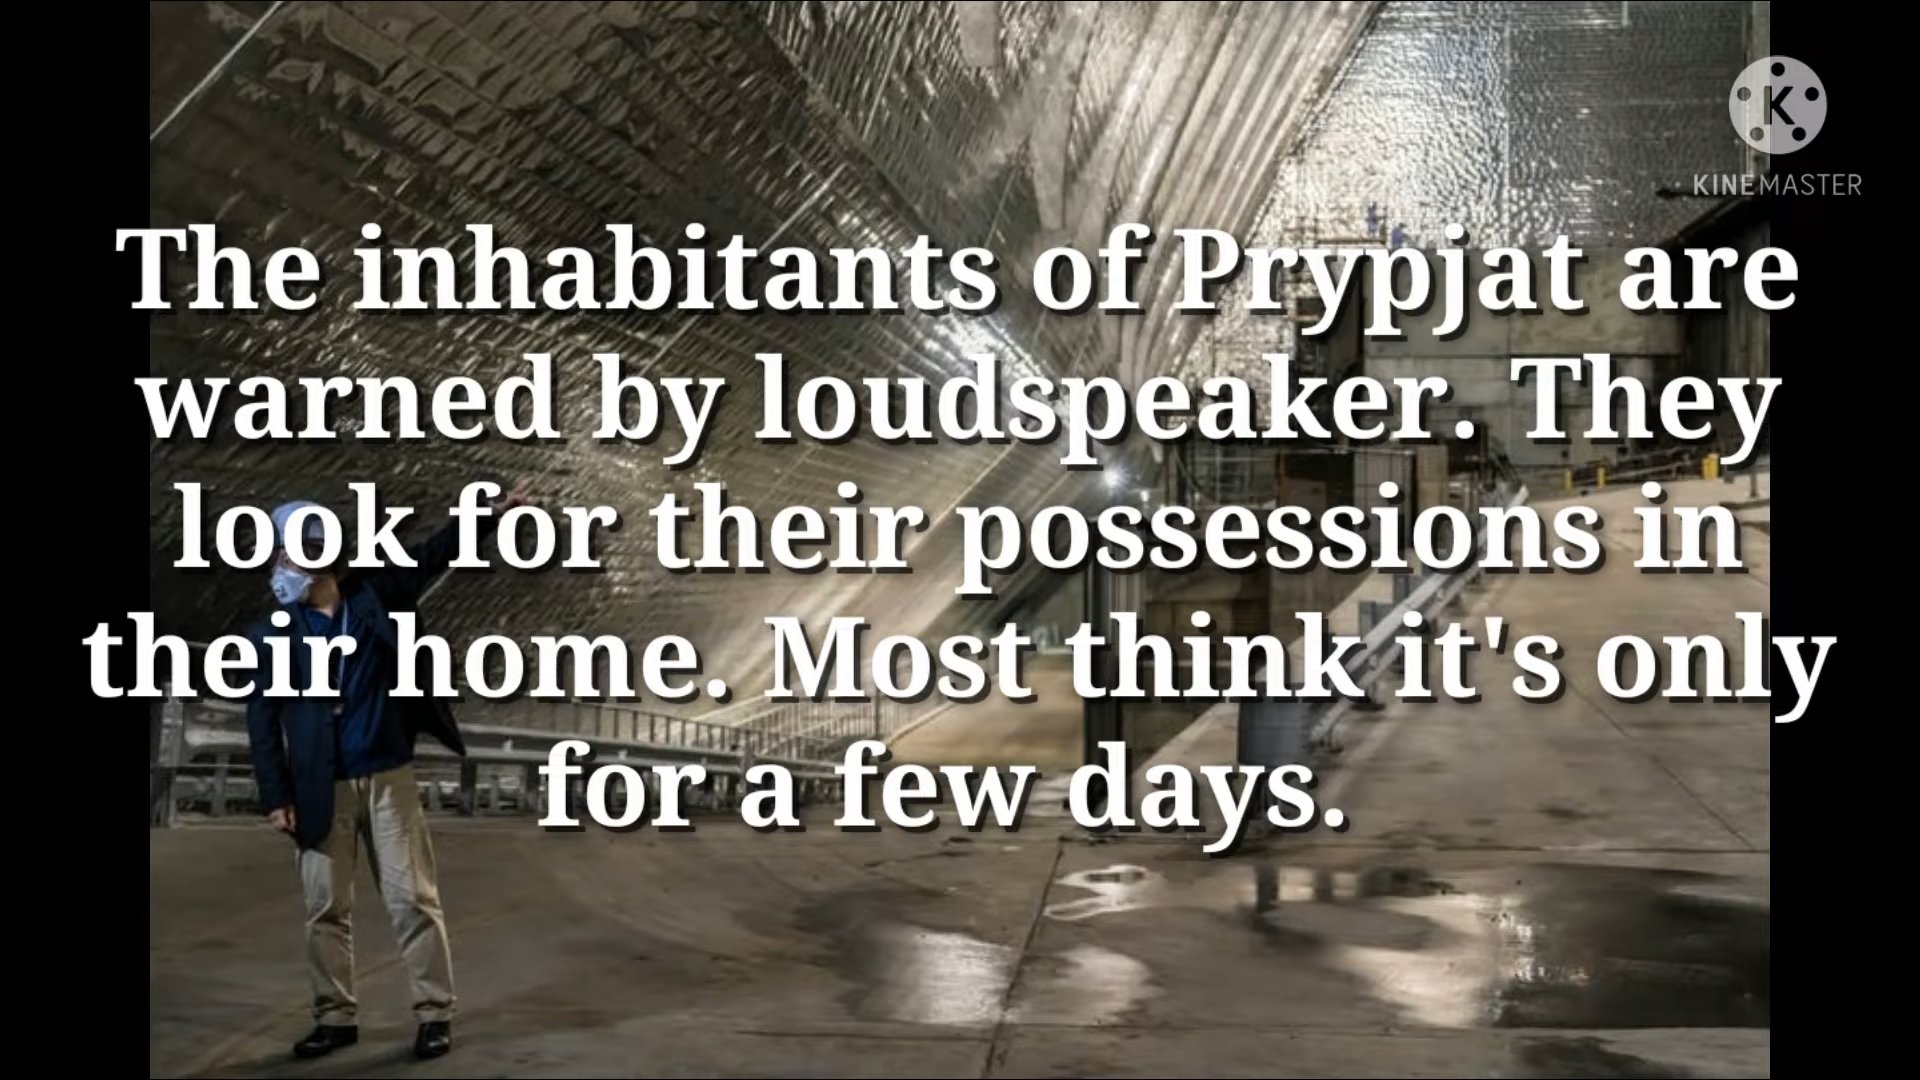 K
KINEMASTER
The inhabitants of Prypjat are
warned by loudspeaker. They
look for their possessions in
their home. Most think it's only
for a few days.